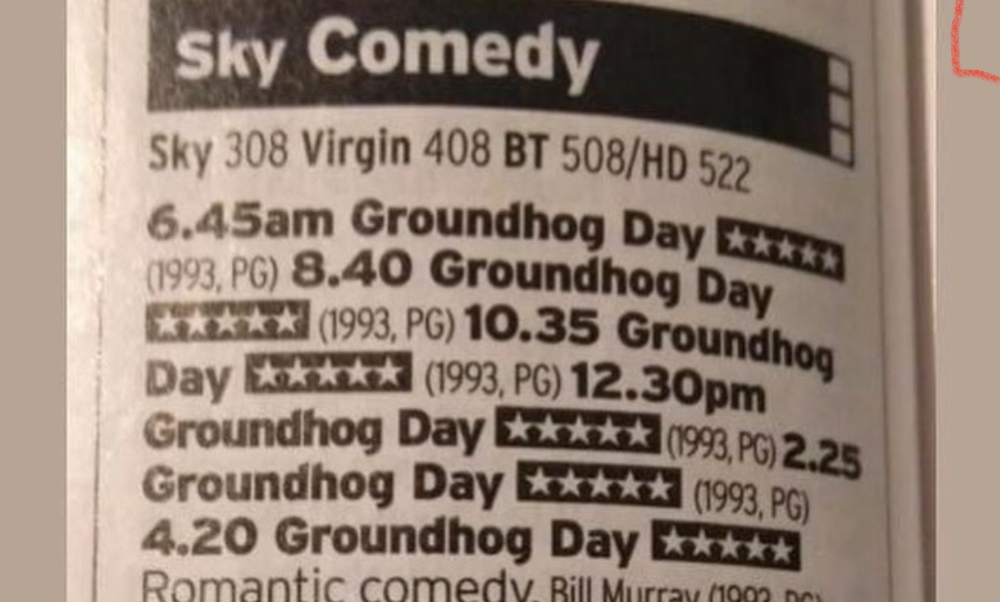 Sky Comedy
Sky 308 Virgin 408 BT 508/HD 522
6.45am Groundhog Day ★★★★★
(1993, PG) 8.40 Groundhog Day
★★★★★ (1993, PG) 10.35 Groundhog
Day ★★★★★ (1993, PG) 12.30pm
Groundhog Day ★★★★★ (1993, PG) 2.25
Groundhog Day ★★★★★ (1993, PG)
4.20 Groundhog Day ★★★★★
Romantic comedy, Bill Murray (1993, PG)